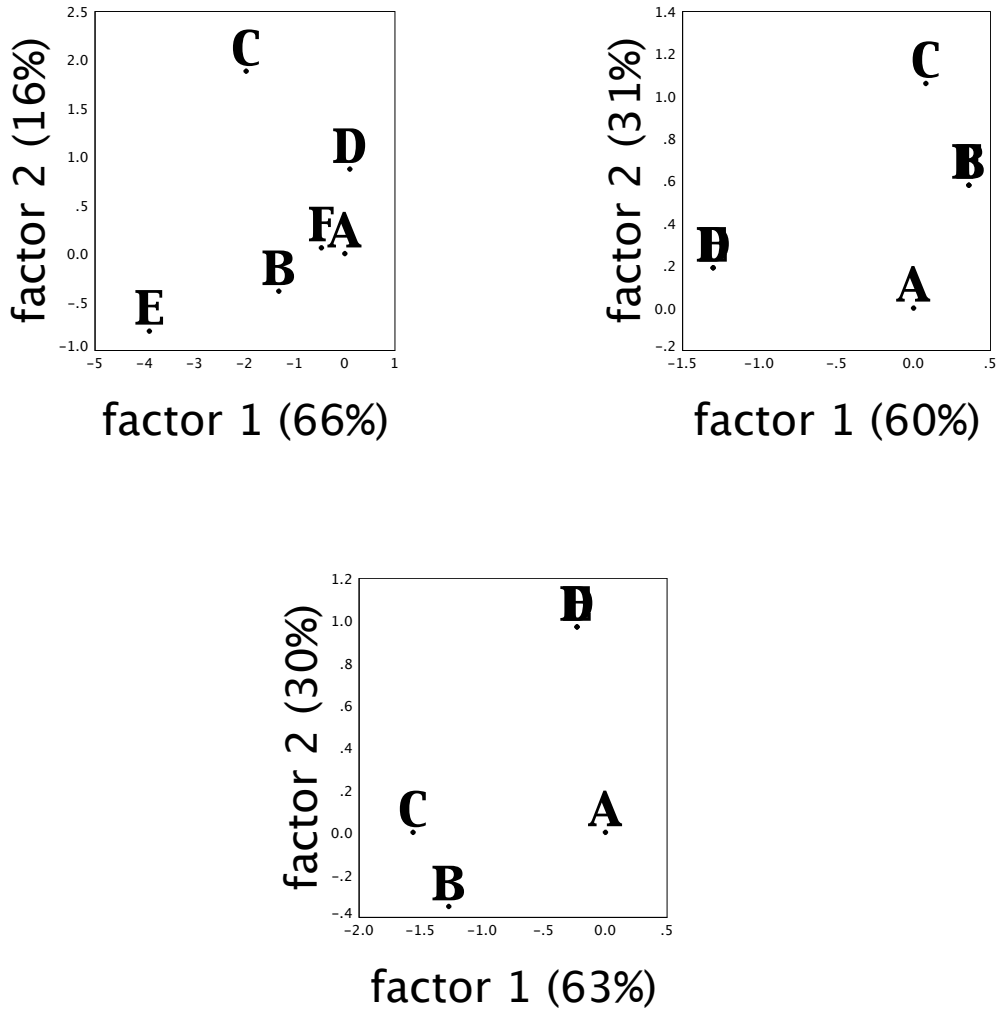 2.5
2.0
1.5
1.0
.5
0.0
-.5
-1.0
factor 2 (16%)
C
D
F
A
B
E
-5 -4 -3 -2 -1 0 1
factor 1 (66%)
1.4
1.2
1.0
.8
.6
.4
.2
0.0
-.2
factor 2 (31%)
C
B
D
A
-1.5 -1.0 -.5 0.0 .5
factor 1 (60%)
1.2
1.0
.8
.6
.4
.2
0.0
-.2
-.4
factor 2 (30%)
D
C
A
B
-2.0 -1.5 -1.0 -.5 0.0 .5
factor 1 (63%)